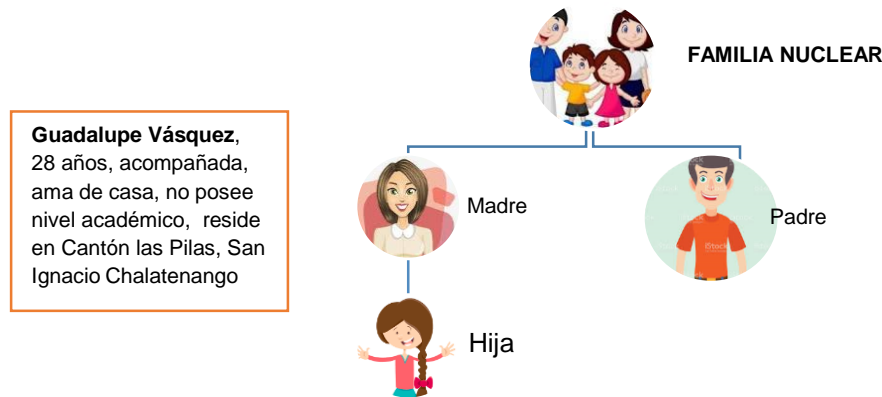 FAMILIA NUCLEAR
Guadalupe Vásquez,
28 años, acompañada,
ama de casa, no posee
nivel académico, reside
en Cantón las Pilas, San
Ignacio Chalatenango
Madre
Padre
Hija